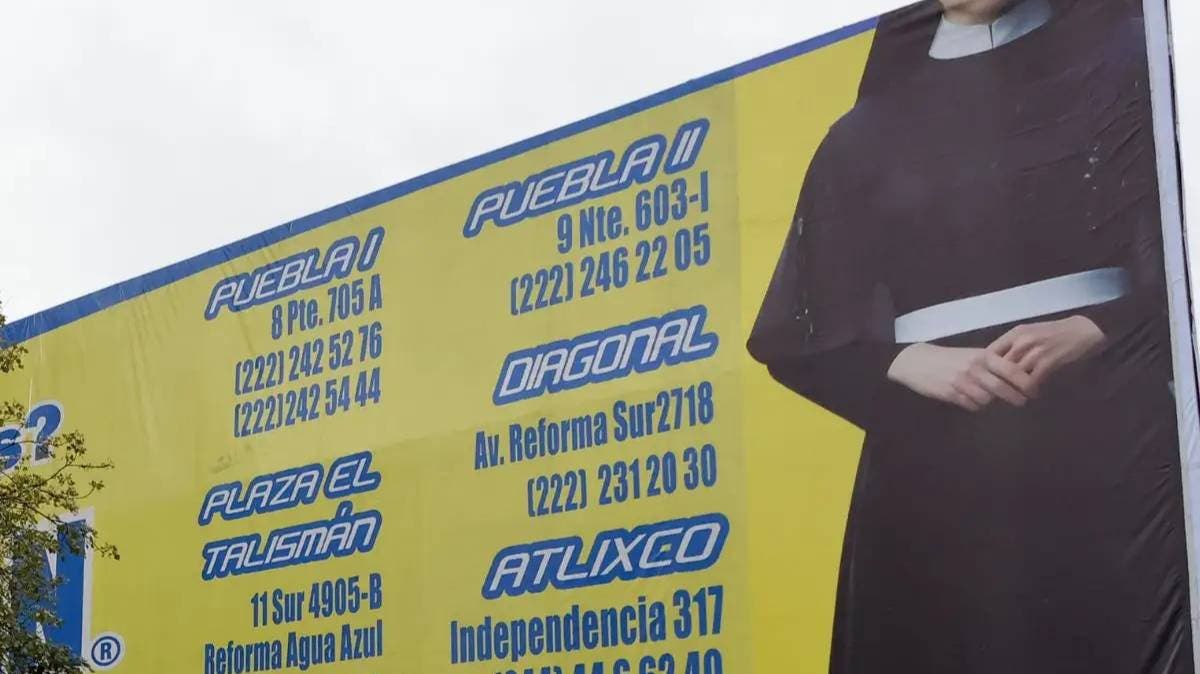 PUEBLA I
8 Pte. 705 A
(222) 242 52 76
(222)242 54 44
PLAZA EL
TALISMÁN
11 Sur 4905-B
Reforma Agua Azul
PUEBLA II
9 Nte. 603-I
(222) 246 22 05
DIAGONAL
Av. Reforma Sur2718
(222) 231 20 30
ATLIXCO
Independencia 317
s?
N
®